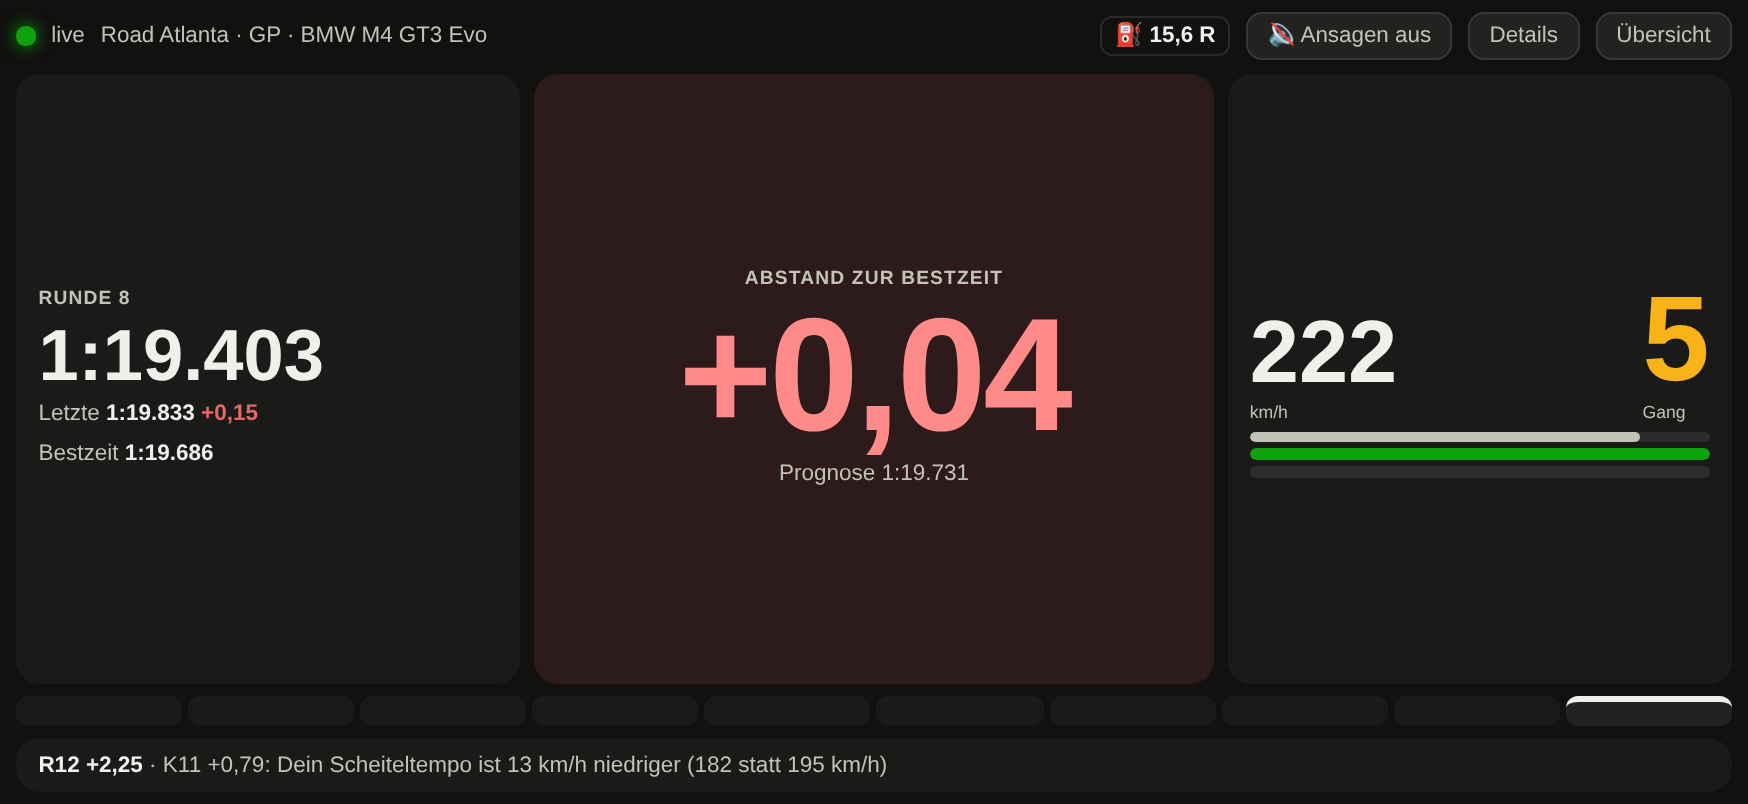 live Road Atlanta · GP · BMW M4 GT3 Evo
15,6 R
Ansagen aus
Details
Übersicht
RUNDE 8
1:19.403
Letzte 1:19.833 +0,15
Bestzeit 1:19.686
ABSTAND ZUR BESTZEIT
+0,04
Prognose 1:19.731
222
km/h
5
Gang
R12 +2,25 · K11 +0,79: Dein Scheiteltempo ist 13 km/h niedriger (182 statt 195 km/h)